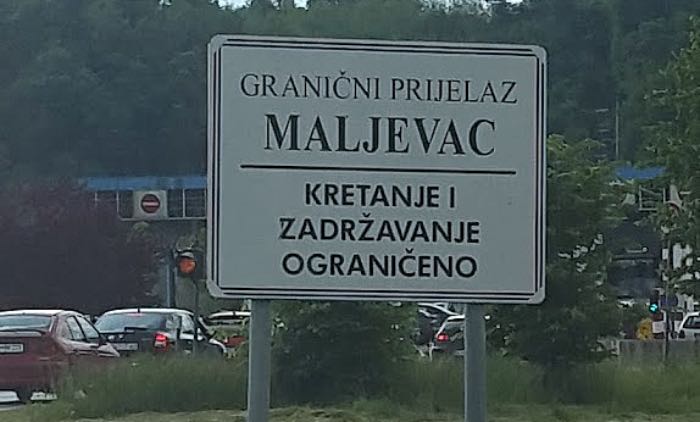 GRANIČNI PRIJELAZ
MALJEVAC
KRETANJE I
ZADRŽAVANJE
OGRANIČENO